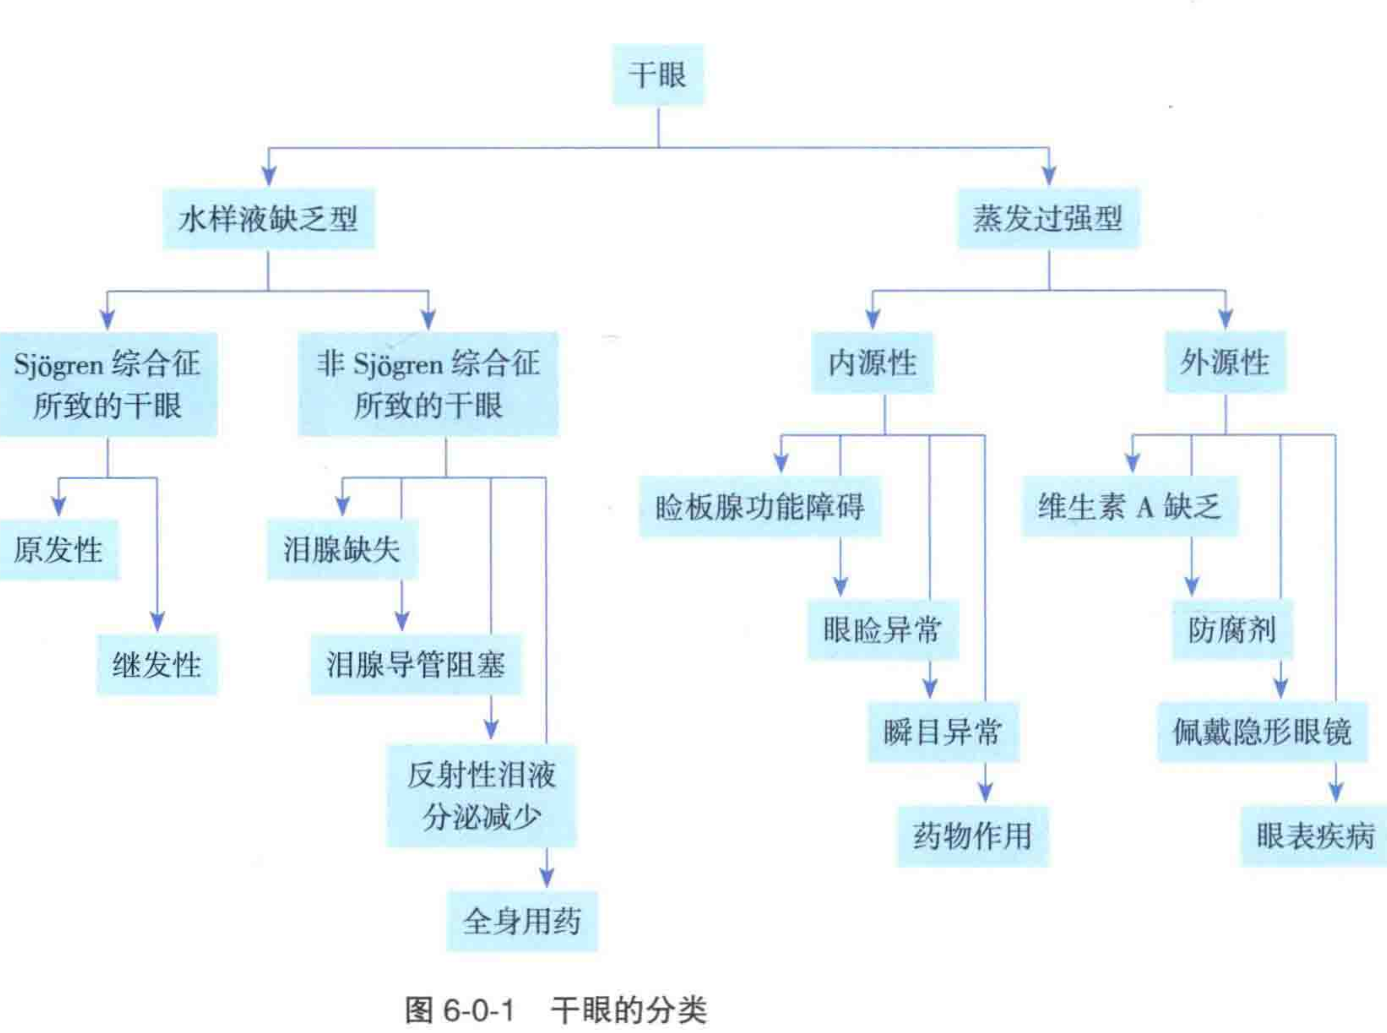 干眼
水样液缺乏型
蒸发过强型
Sjögren 综合征
所致的干眼
非 Sjögren 综合征
所致的干眼
内源性
外源性
原发性
继发性
泪腺缺失
泪腺导管阻塞
反射性泪液
分泌减少
全身用药
睑板腺功能障碍
眼睑异常
瞬目异常
药物作用
维生素 A 缺乏
防腐剂
佩戴隐形眼镜
眼表疾病
图 6-0-1 干眼的分类